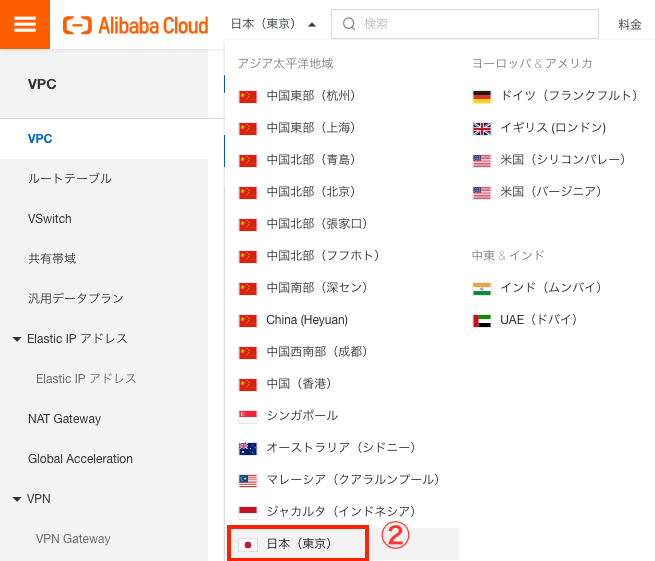 Alibaba Cloud
日本（東京）
検索
料金
VPC
VPC
ルートテーブル
VSwitch
共有帯域
汎用データプラン
Elastic IP アドレス
Elastic IP アドレス
NAT Gateway
Global Acceleration
VPN
VPN Gateway
アジア太平洋地域
中国東部（杭州）
中国東部（上海）
中国北部（青島）
中国北部（北京）
中国北部（張家口）
中国北部（フフホト）
中国南部（深セン）
China (Heyuan)
中国西南部（成都）
中国（香港）
シンガポール
オーストラリア（シドニー）
マレーシア（クアラルンプール）
ジャカルタ（インドネシア）
日本（東京）
②
ヨーロッパ & アメリカ
ドイツ（フランクフルト）
イギリス (ロンドン)
米国（シリコンバレー）
米国（バージニア）
中東 & インド
インド（ムンバイ）
UAE（ドバイ）